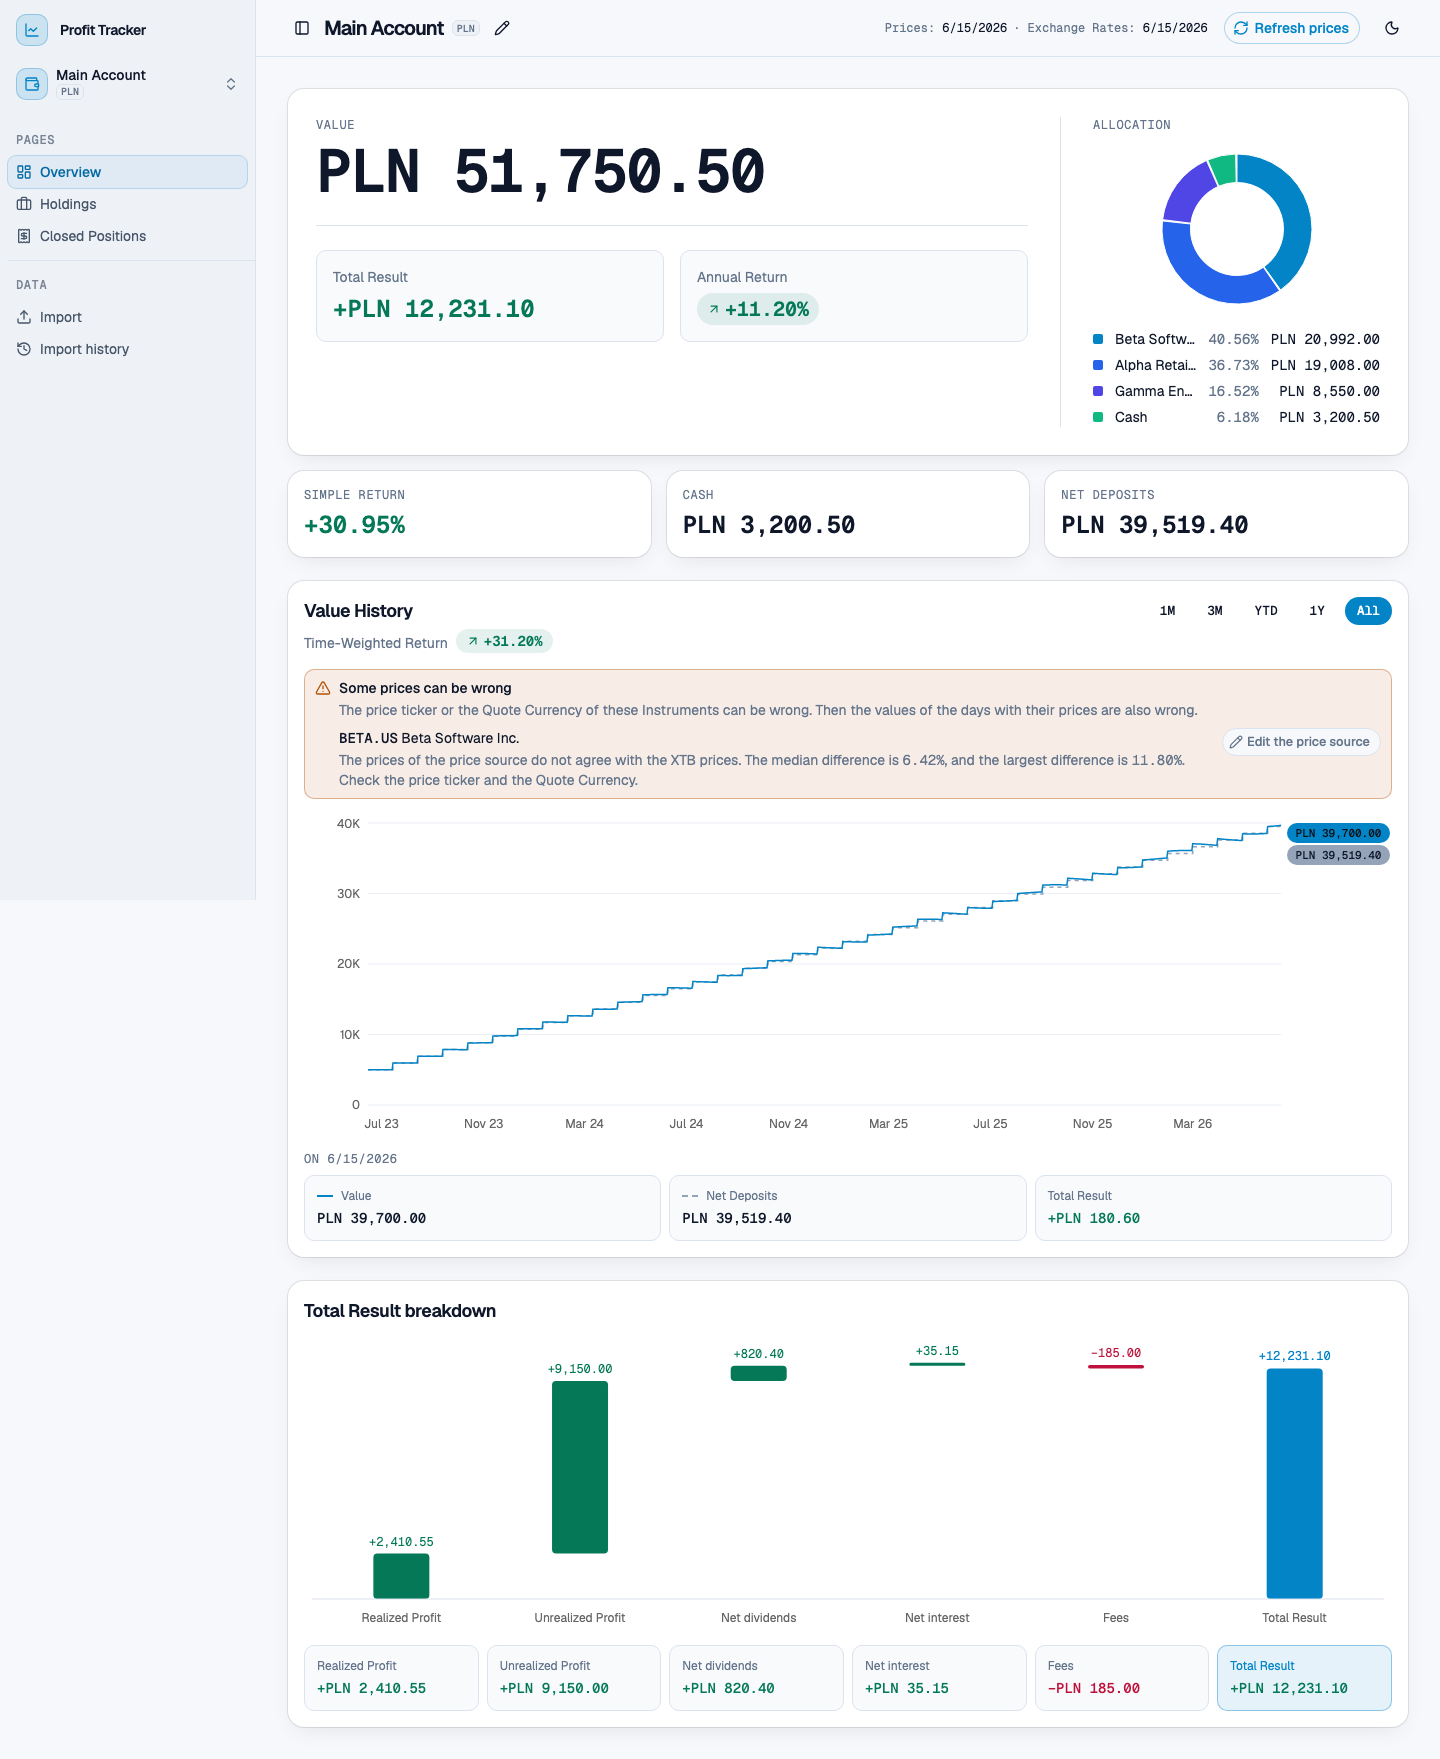 Profit Tracker
Main Account
PLN
PAGES
Overview
Holdings
Closed Positions
DATA
Import
Import history
Main Account PLN
Prices: 6/15/2026 · Exchange Rates: 6/15/2026
Refresh prices
VALUE
PLN 51,750.50
Total Result
+PLN 12,231.10
Annual Return
+11.20%
ALLOCATION
Beta Softw... 40.56% PLN 20,992.00
Alpha Retai... 36.73% PLN 19,008.00
Gamma En... 16.52% PLN 8,550.00
Cash 6.18% PLN 3,200.50
SIMPLE RETURN
+30.95%
CASH
PLN 3,200.50
NET DEPOSITS
PLN 39,519.40
Value History
1M 3M YTD 1Y All
Time-Weighted Return +31.20%
Some prices can be wrong
The price ticker or the Quote Currency of these Instruments can be wrong. Then the values of the days with their prices are also wrong.
BETA.US Beta Software Inc.
The prices of the price source do not agree with the XTB prices. The median difference is 6.42%, and the largest difference is 11.80%.
Check the price ticker and the Quote Currency.
Edit the price source
40K
30K
20K
10K
0
PLN 39,700.00
PLN 39,519.40
Jul 23 Nov 23 Mar 24 Jul 24 Nov 24 Mar 25 Jul 25 Nov 25 Mar 26
ON 6/15/2026
Value
PLN 39,700.00
Net Deposits
PLN 39,519.40
Total Result
+PLN 180.60
Total Result breakdown
+2,410.55
+9,150.00
+820.40
+35.15
−185.00
+12,231.10
Realized Profit Unrealized Profit Net dividends Net interest Fees Total Result
Realized Profit
+PLN 2,410.55
Unrealized Profit
+PLN 9,150.00
Net dividends
+PLN 820.40
Net interest
+PLN 35.15
Fees
−PLN 185.00
Total Result
+PLN 12,231.10